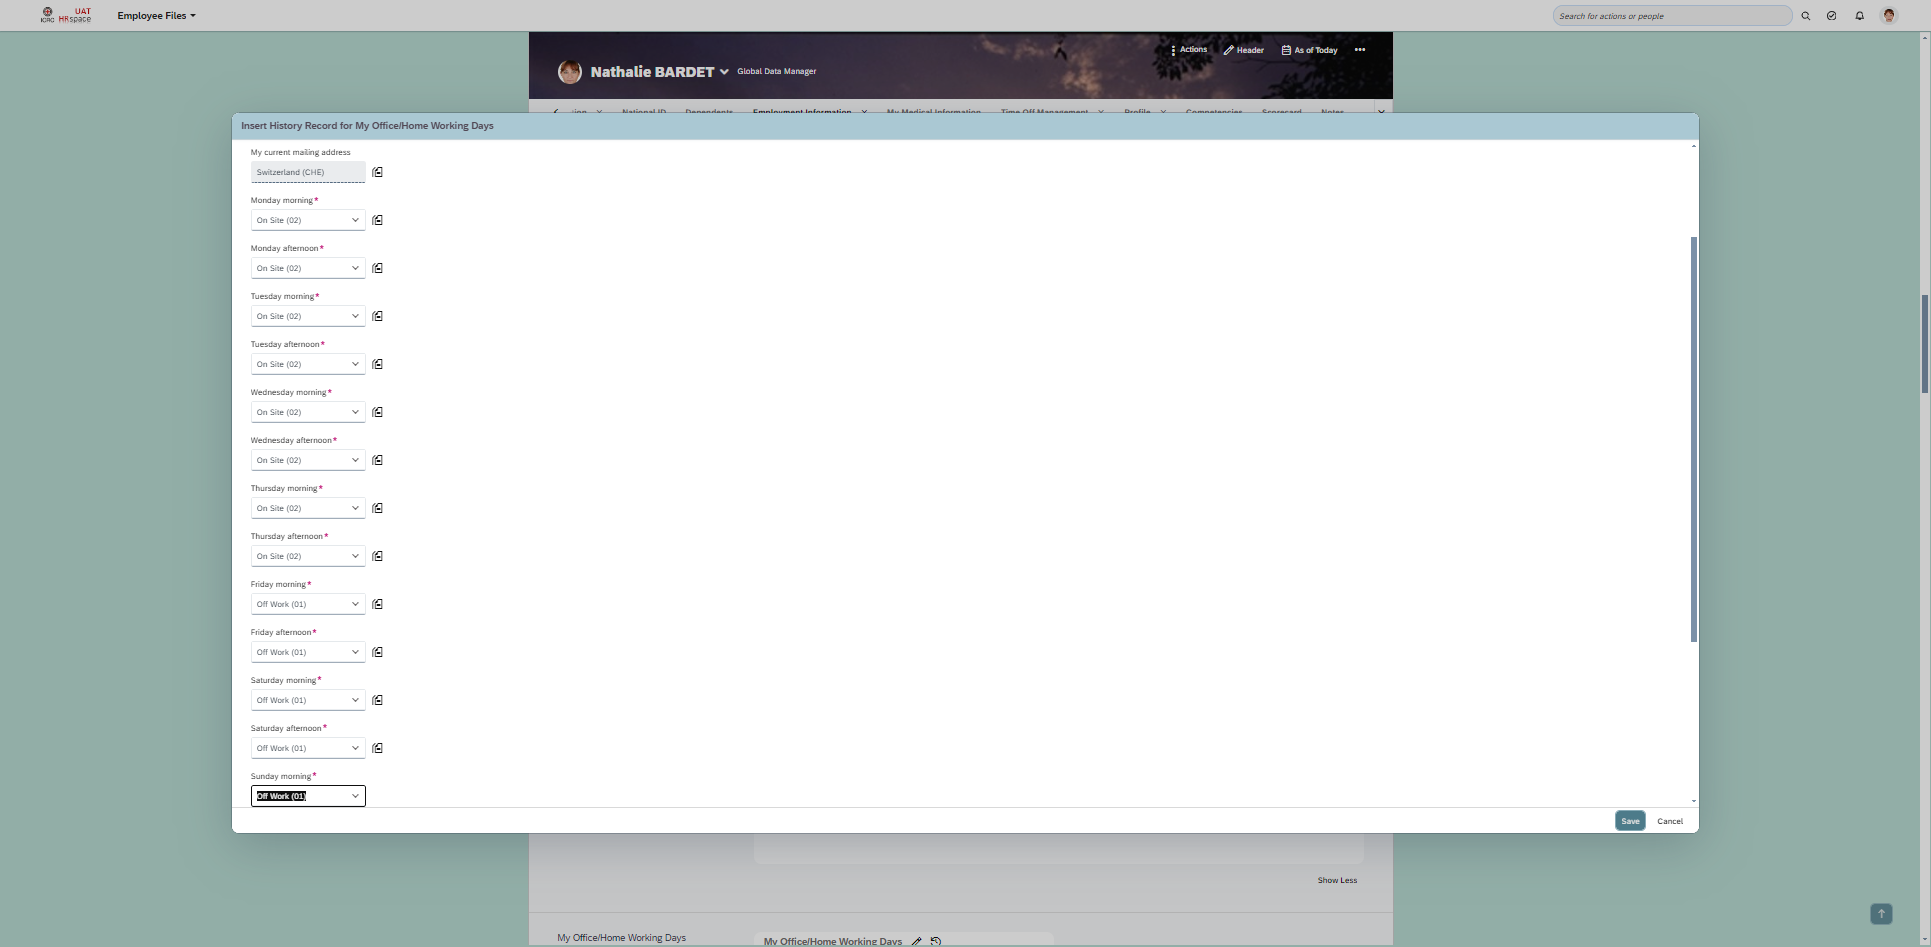 ICRC
UAT
HRspace
Employee Files
Search for actions or people
Actions
Header
As of Today
Nathalie BARDET
Global Data Manager
National ID
Dependents
Employment Information
My Medical Information
Time Off Management
Profile
Competencies
Scorecard
Notes
Insert History Record for My Office/Home Working Days
My current mailing address
Switzerland (CHE)
Monday morning*
On Site (02)
Monday afternoon*
On Site (02)
Tuesday morning*
On Site (02)
Tuesday afternoon*
On Site (02)
Wednesday morning*
On Site (02)
Wednesday afternoon*
On Site (02)
Thursday morning*
On Site (02)
Thursday afternoon*
On Site (02)
Friday morning*
Off Work (01)
Friday afternoon*
Off Work (01)
Saturday morning*
Off Work (01)
Saturday afternoon*
Off Work (01)
Sunday morning*
Off Work (01)
Save
Cancel
Show Less
My Office/Home Working Days
My Office/Home Working Days